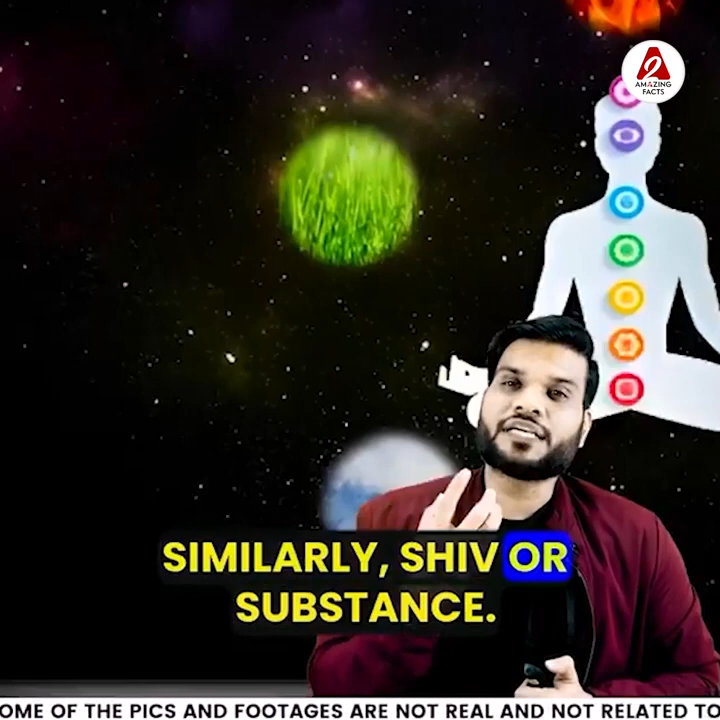 A2
AMAZING
FACTS
SIMILARLY, SHIV OR
SUBSTANCE.
OME OF THE PICS AND FOOTAGES ARE NOT REAL AND NOT RELATED TO